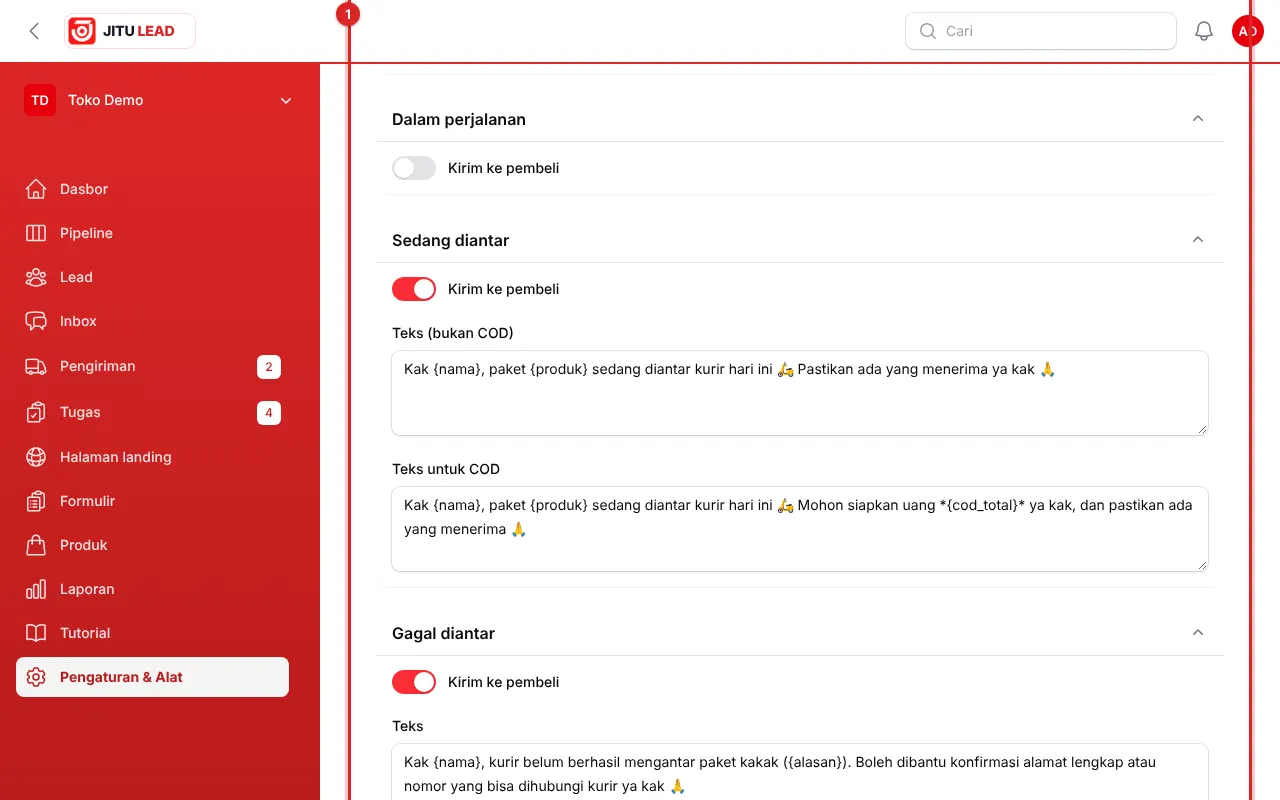 JITU LEAD
1
Cari
AD
TD
Toko Demo
Dasbor
Pipeline
Lead
Inbox
Pengiriman
2
Tugas
4
Halaman landing
Formulir
Produk
Laporan
Tutorial
Pengaturan & Alat
Dalam perjalanan
Kirim ke pembeli
Sedang diantar
Kirim ke pembeli
Teks (bukan COD)
Kak {nama}, paket {produk} sedang diantar kurir hari ini 🛵 Pastikan ada yang menerima ya kak 🙏
Teks untuk COD
Kak {nama}, paket {produk} sedang diantar kurir hari ini 🛵 Mohon siapkan uang *{cod_total}* ya kak, dan pastikan ada
yang menerima 🙏
Gagal diantar
Kirim ke pembeli
Teks
Kak {nama}, kurir belum berhasil mengantar paket kakak ({alasan}). Boleh dibantu konfirmasi alamat lengkap atau
nomor yang bisa dihubungi kurir ya kak 🙏